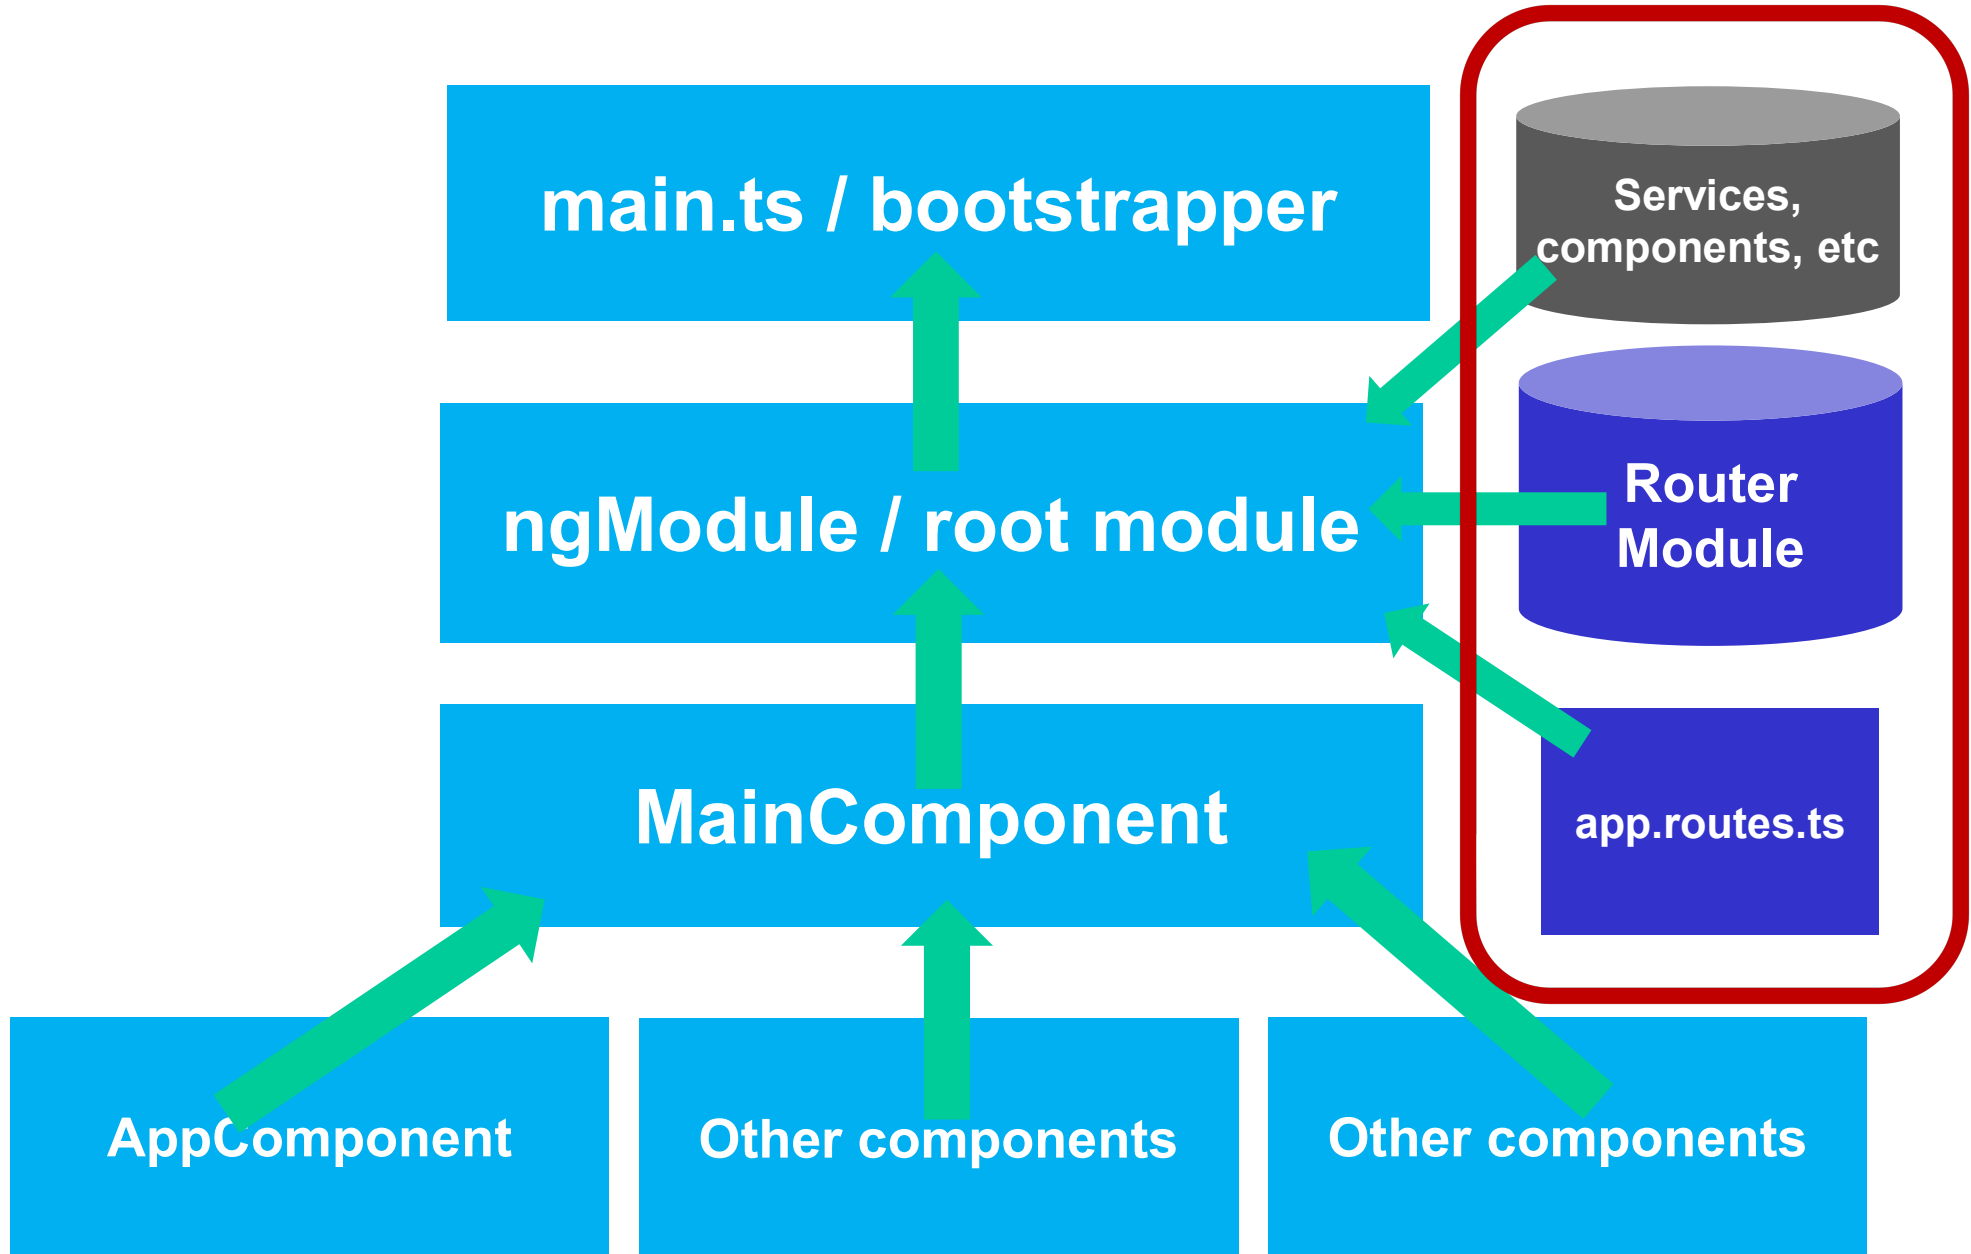 main.ts / bootstrapper
Services,
components, etc
ngModule / root module
Router
Module
MainComponent
app.routes.ts
AppComponent
Other components
Other components